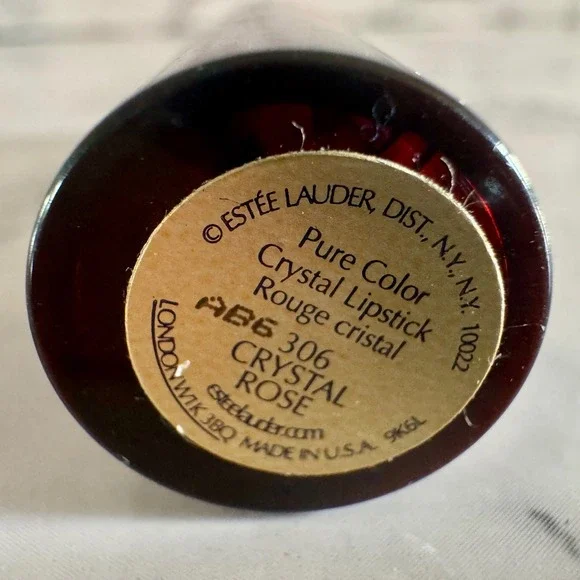 © ESTÉE LAUDER, DIST., N.Y., N.Y. 10022
Pure Color
Crystal Lipstick
Rouge cristal
AB6 306
CRYSTAL
ROSE
esteelauder.com
LONDON W1K 3BQ MADE IN U.S.A. 9K6L